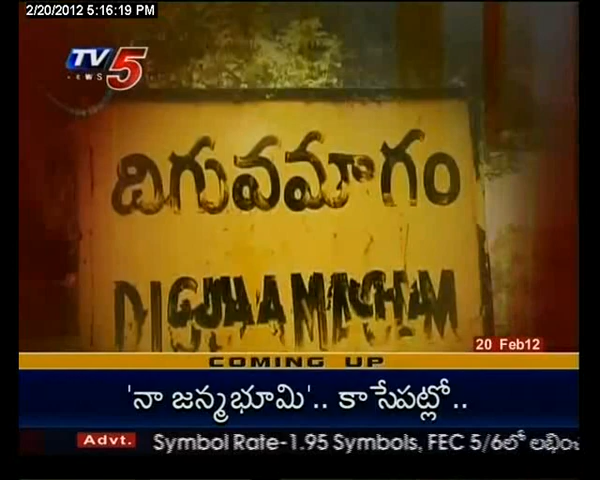 2/20/2012 5:16:19 PM
TV5
NEWS
దిగువమాగం
20 Feb12
COMING UP
'నా జన్మభూమి'.. కాసేపట్లో..
Advt. Symbol Rate-1.95 Symbols, FEC 5/6లో లభిం